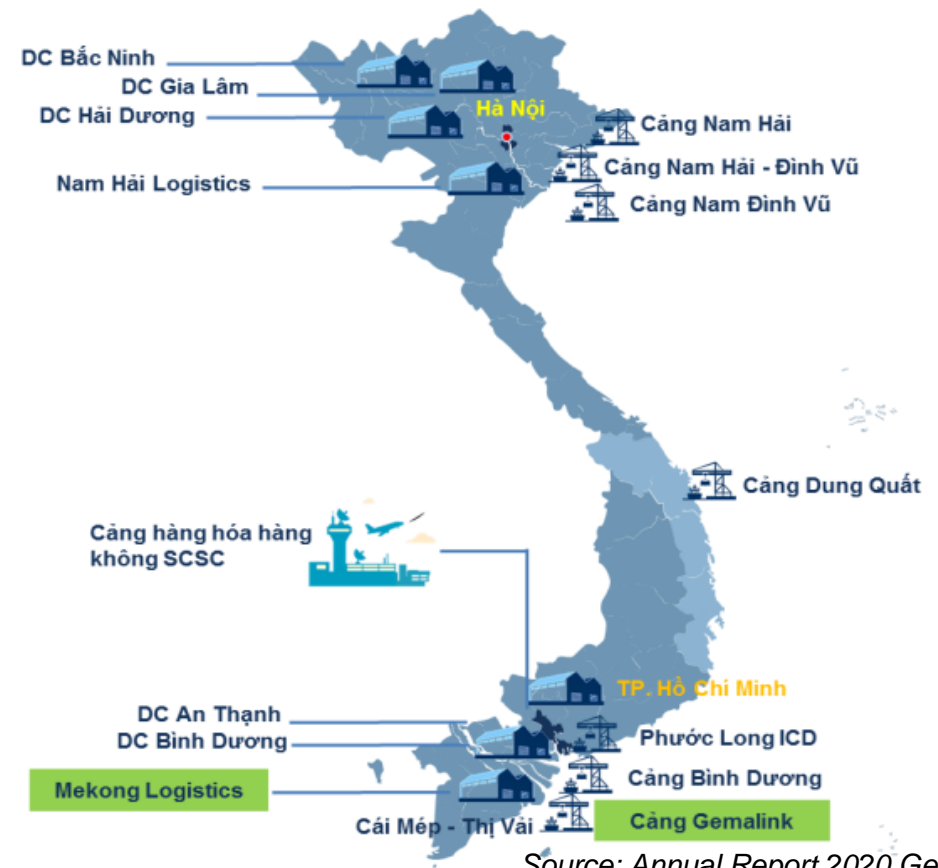 DC Bắc Ninh
DC Gia Lâm
DC Hải Dương
Hà Nội
Cảng Nam Hải
Cảng Nam Hải - Đình Vũ
Nam Hải Logistics
Cảng Nam Đình Vũ
Cảng Dung Quất
Cảng hàng hóa hàng
không SCSC
TP. Hồ Chí Minh
DC An Thạnh
DC Bình Dương
Phước Long ICD
Cảng Bình Dương
Mekong Logistics
Cái Mép - Thị Vải
Cảng Gemalink
Source: Annual Report 2020 Ge